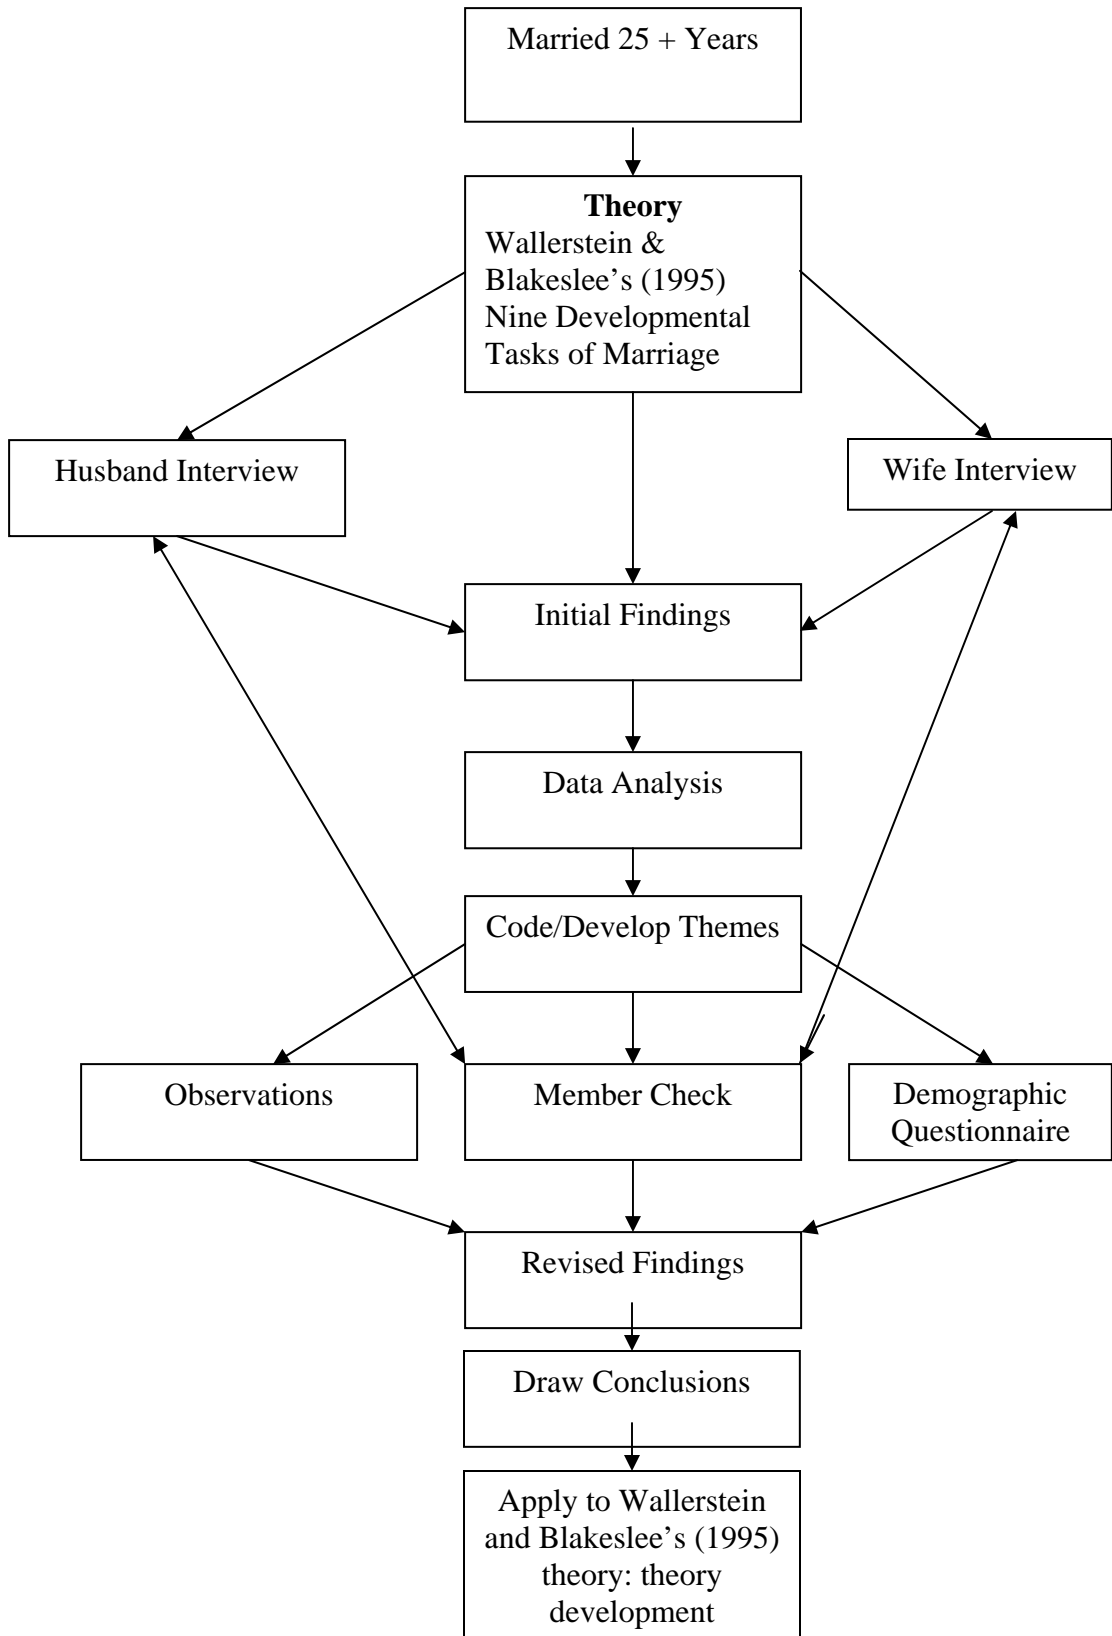 Married 25 + Years
Theory
Wallerstein &
Blakeslee’s (1995)
Nine Developmental
Tasks of Marriage
Husband Interview
Wife Interview
Initial Findings
Data Analysis
Code/Develop Themes
Observations
Member Check
Demographic
Questionnaire
Revised Findings
Draw Conclusions
Apply to Wallerstein
and Blakeslee’s (1995)
theory: theory
development